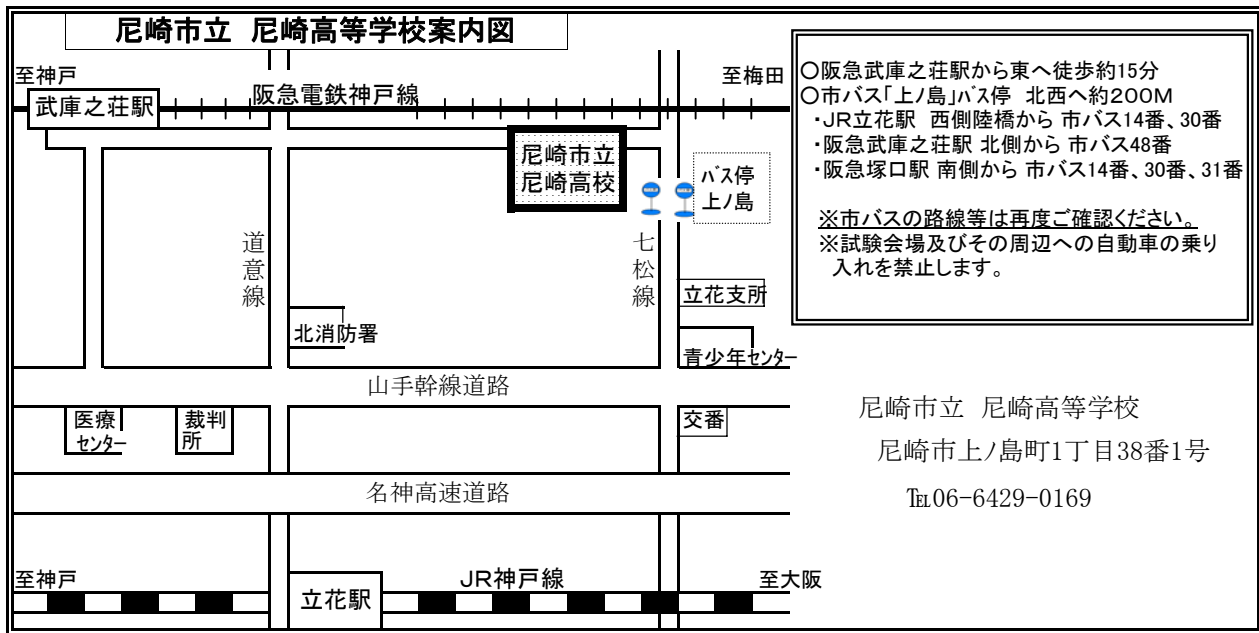 尼崎市立 尼崎高等学校案内図
至神戸
阪急電鉄神戸線
至梅田
武庫之荘駅
尼崎市立
尼崎高校
バス停
上ノ島
道意線
七松線
立花支所
北消防署
青少年センター
山手幹線道路
医療
センター
裁判
所
交番
名神高速道路
至神戸
JR神戸線
至大阪
立花駅
○阪急武庫之荘駅から東へ徒歩約15分
○市バス「上ノ島」バス停 北西へ約200M
・JR立花駅 西側陸橋から 市バス14番、30番
・阪急武庫之荘駅 北側から 市バス48番
・阪急塚口駅 南側から 市バス14番、30番、31番
※市バスの路線等は再度ご確認ください。
※試験会場及びその周辺への自動車の乗り
入れを禁止します。
尼崎市立 尼崎高等学校
尼崎市上ノ島町1丁目38番1号
℡06-6429-0169